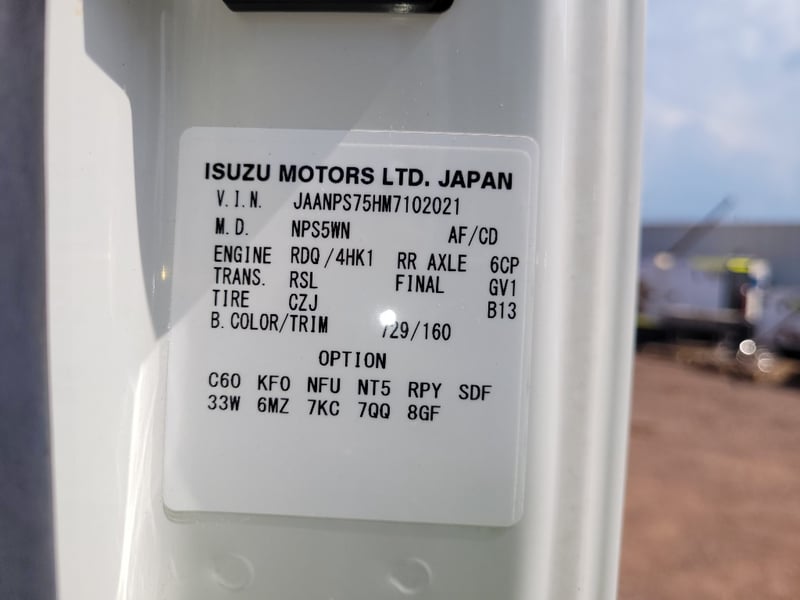 ISUZU MOTORS LTD. JAPAN
V.I.N. JAANPS75HM7102021
M.D. NPS5WN AF/CD
ENGINE RDQ/4HK1 RR AXLE 6CP
TRANS. RSL FINAL GV1
TIRE CZJ B13
B.COLOR/TRIM 729/160
OPTION
C60 KFO NFU NT5 RPY SDF
33W 6MZ 7KC 7QQ 8GF